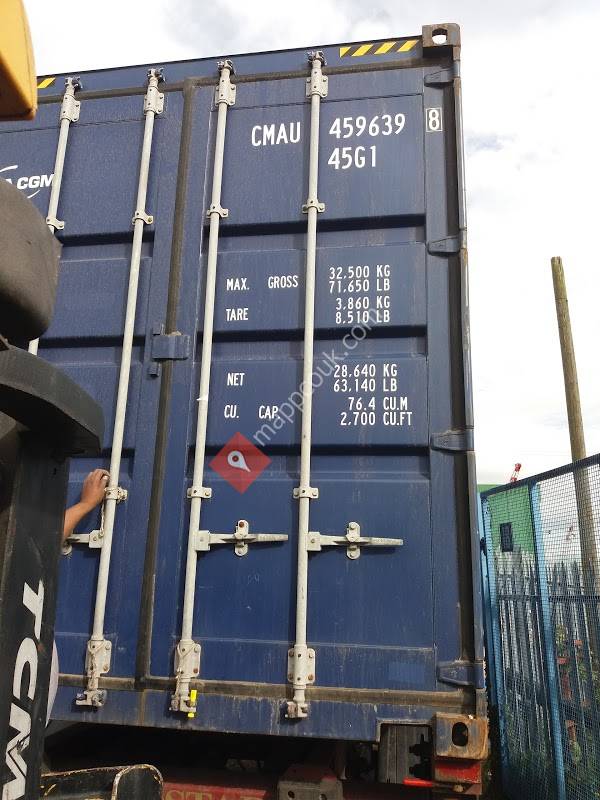 CMAU 459639 8
45G1
CMA CGM
MAX. GROSS 32.500 KG
71.650 LB
TARE 3.860 KG
8.510 LB
NET 28.640 KG
63,140 LB
CU. CAP. 76.4 CU.M
2,700 CU.FT
mappouk.com
TCM